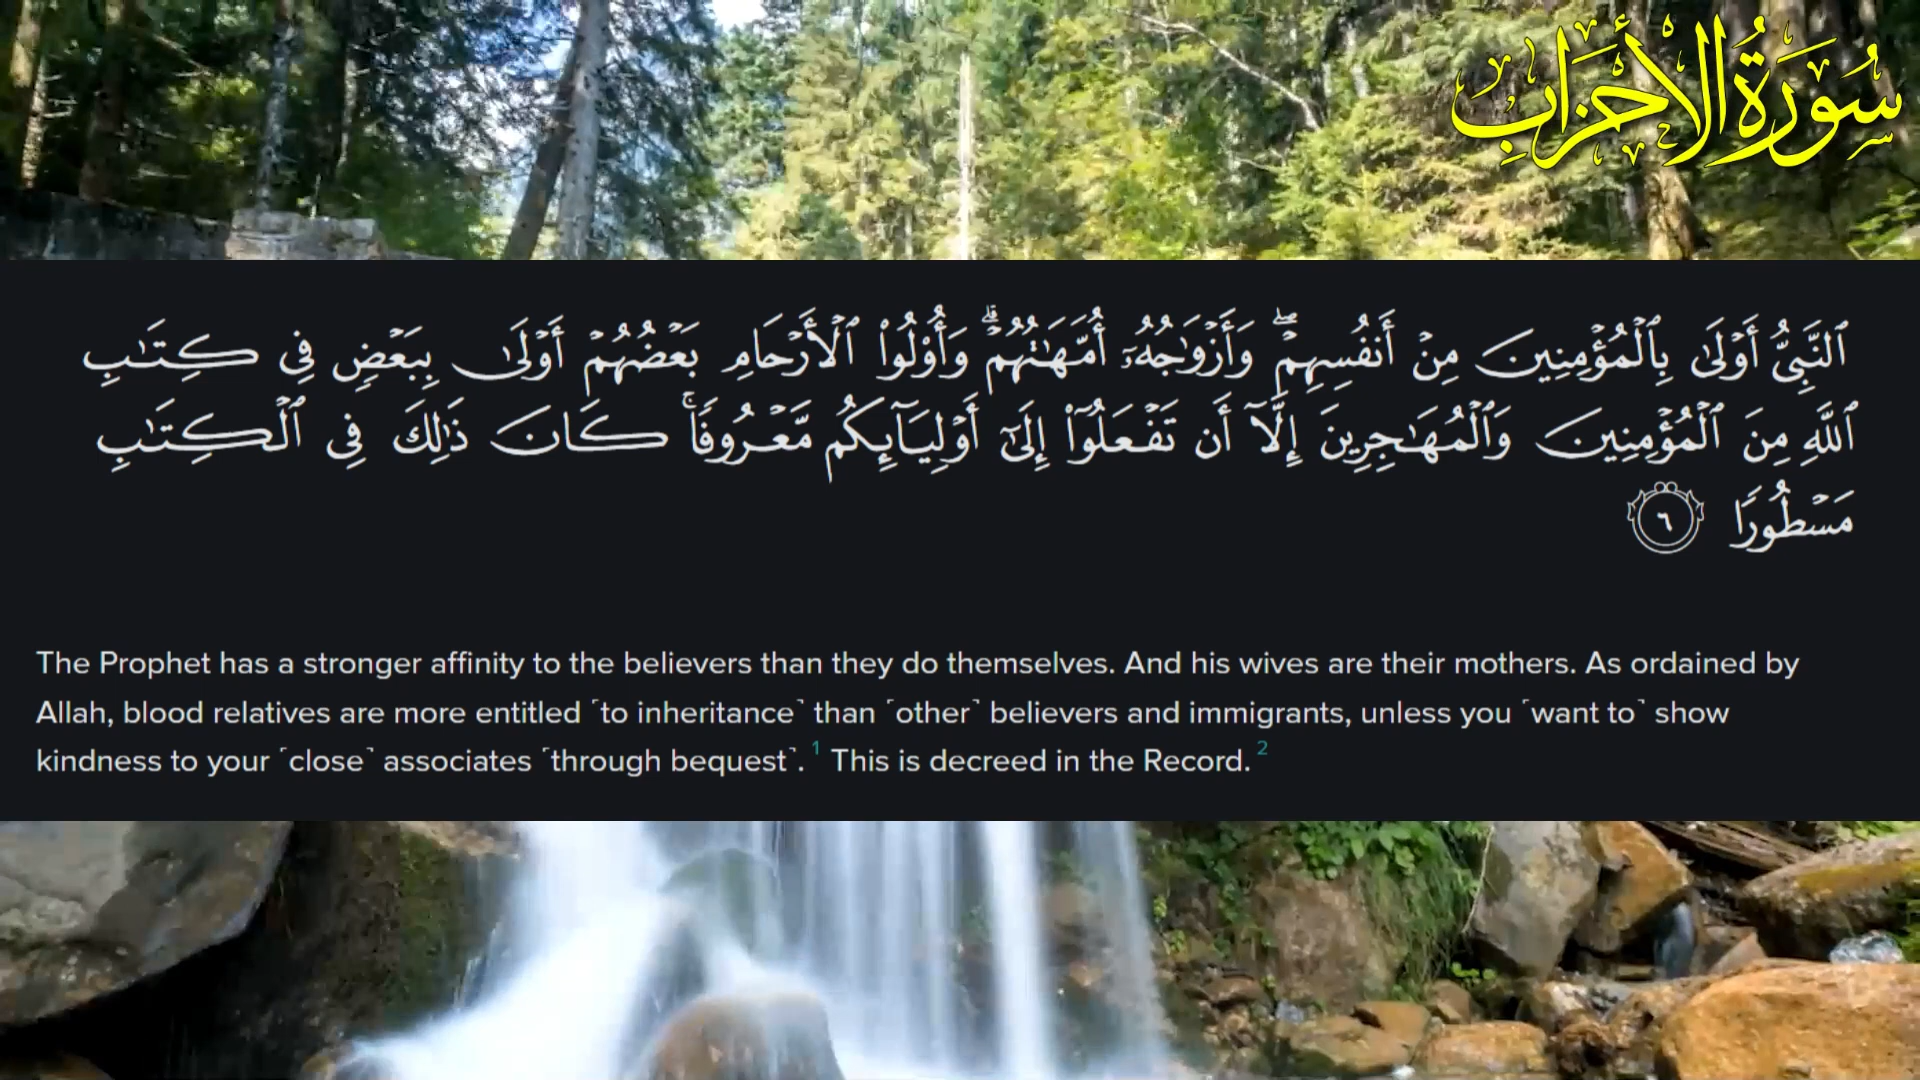 سُورَةُ الْأَحْزَابِ
ٱلنَّبِىُّ أَوْلَىٰ بِٱلْمُؤْمِنِينَ مِنْ أَنفُسِهِمْ ۖ وَأَزْوَٰجُهُۥٓ أُمَّهَـٰتُهُمْ ۗ وَأُو۟لُوا۟ ٱلْأَرْحَامِ بَعْضُهُمْ أَوْلَىٰ بِبَعْضٍ فِى كِتَـٰبِ
ٱللَّهِ مِنَ ٱلْمُؤْمِنِينَ وَٱلْمُهَـٰجِرِينَ إِلَّآ أَن تَفْعَلُوٓا۟ إِلَىٰٓ أَوْلِيَآئِكُم مَّعْرُوفًا ۚ كَانَ ذَٰلِكَ فِى ٱلْكِتَـٰبِ
مَسْطُورًا ٦
The Prophet has a stronger affinity to the believers than they do themselves. And his wives are their mothers. As ordained by
Allah, blood relatives are more entitled ˹to inheritance˺ than ˹other˺ believers and immigrants, unless you ˹want to˺ show
kindness to your ˹close˺ associates ˹through bequest˺. 1 This is decreed in the Record. 2